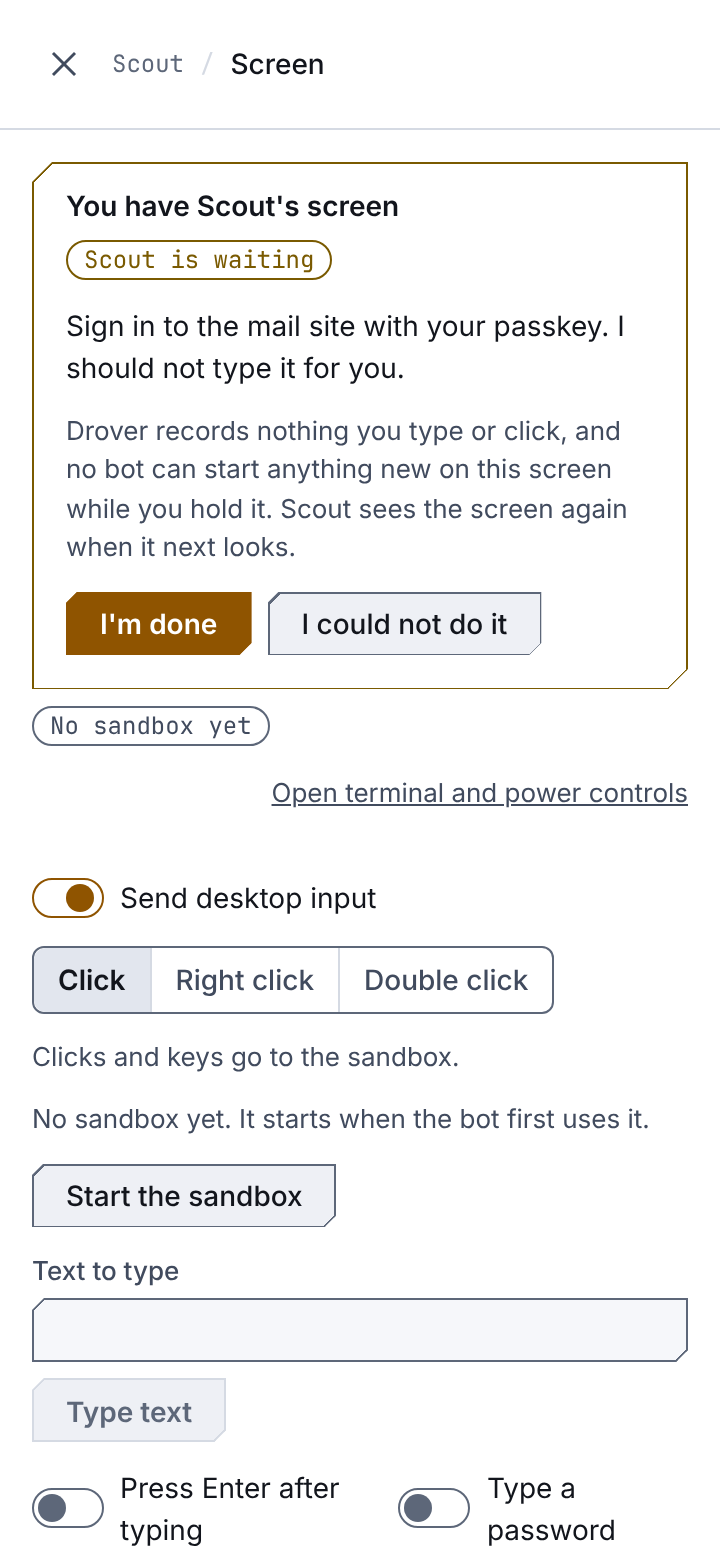 Scout / Screen
You have Scout's screen
Scout is waiting
Sign in to the mail site with your passkey. I
should not type it for you.
Drover records nothing you type or click, and
no bot can start anything new on this screen
while you hold it. Scout sees the screen again
when it next looks.
I'm done
I could not do it
No sandbox yet
Open terminal and power controls
Send desktop input
Click
Right click
Double click
Clicks and keys go to the sandbox.
No sandbox yet. It starts when the bot first uses it.
Start the sandbox
Text to type
Type text
Press Enter after
typing
Type a
password